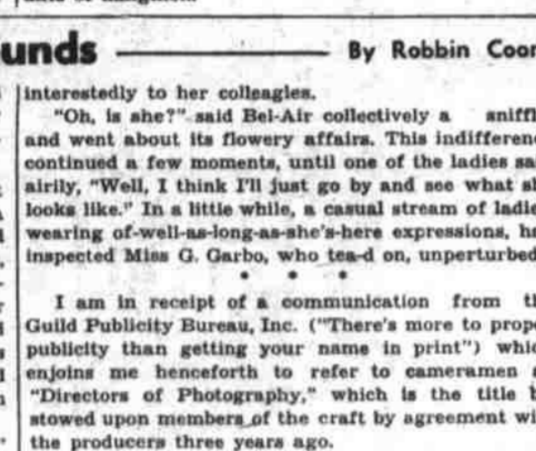 unds By Robbin Coon
interestedly to her colleagles.
"Oh, is she?" said Bel-Air collectively a sniffl
and went about its flowery affairs. This indifferenc
continued a few moments, until one of the ladies sa
airily, "Well, I think I'll just go by and see what sh
looks like." In a little while, a casual stream of ladie
wearing of-well-as-long-as-she's-here expressions, ha
inspected Miss G. Garbo, who tea-d on, unperturbed
* * *
I am in receipt of a communication from th
Guild Publicity Bureau, Inc. ("There's more to prope
publicity than getting your name in print") whic
enjoins me henceforth to refer to cameramen a
"Directors of Photography," which is the title b
stowed upon members of the craft by agreement wi
the producers three years ago.